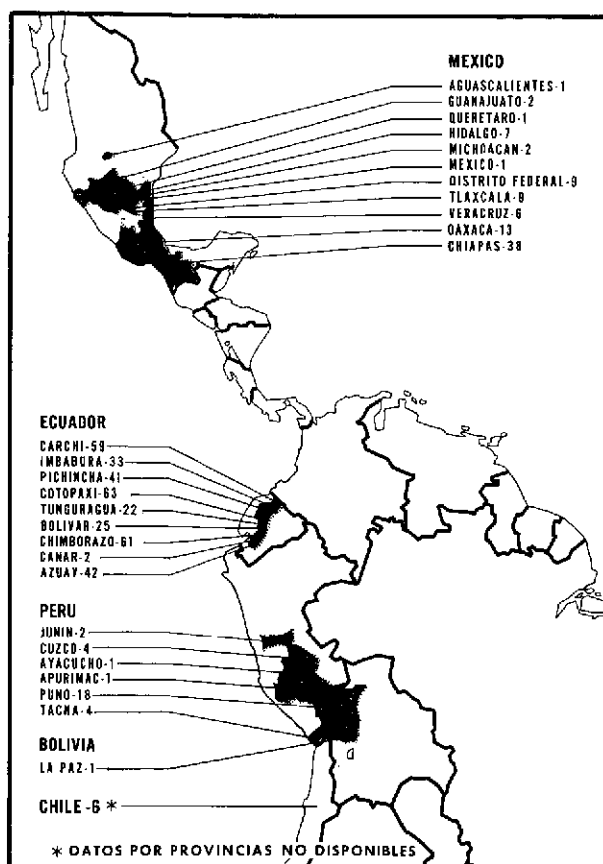 MEXICO
AGUASCALIENTES-1
GUANAJUATO-2
QUERETARO-1
HIDALGO-7
MICHOACAN-2
MEXICO-1
DISTRITO FEDERAL-9
TLAXCALA-9
VERACRUZ-6
OAXACA-13
CHIAPAS-38
ECUADOR
CARCHI-59
IMBABURA-33
PICHINCHA-41
COTOPAXI-63
TUNGURAGUA-22
BOLIVAR-25
CHIMBORAZO-61
CANAR-2
AZUAY-42
PERU
JUNIN-2
CUZCO-4
AYACUCHO-1
APURIMAC-1
PUNO-18
TACNA-4
BOLIVIA
LA PAZ-1
CHILE-6 *
* DATOS POR PROVINCIAS NO DISPONIBLES